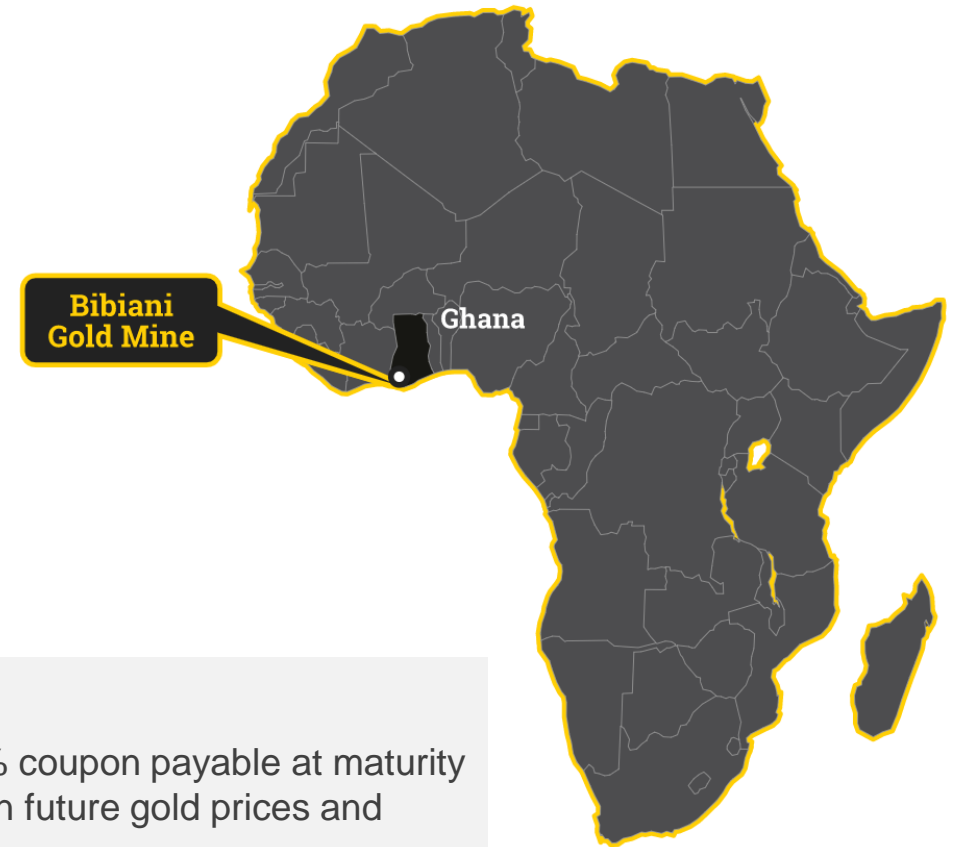 Bibiani
Gold Mine
Ghana
% coupon payable at maturity
n future gold prices and